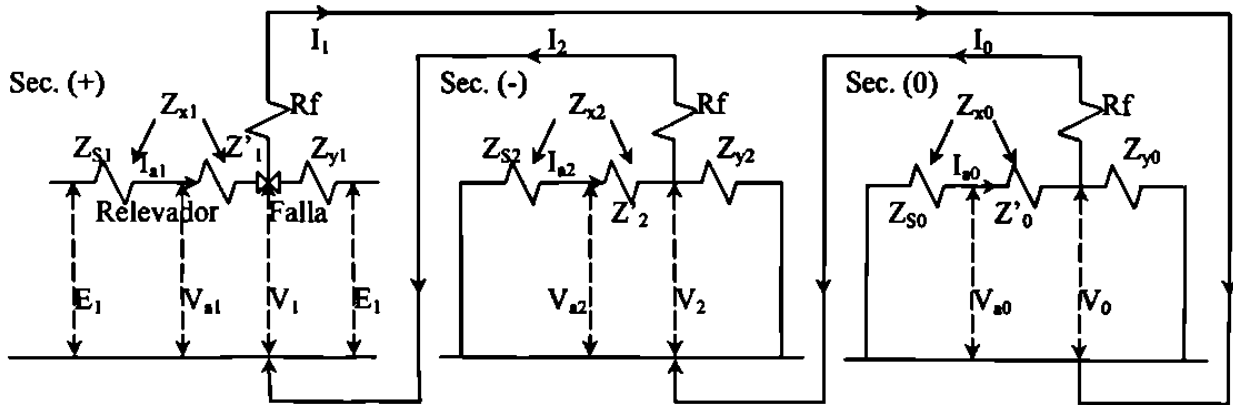 I1
I2
I0
Sec. (+)
Sec. (-)
Sec. (0)
Zx1
Rf
Zx2
Rf
Zx0
Rf
ZS1
Z'1
Zy1
ZS2
Zy2
Zy0
Ia1
Ia2
Ia0
Relevador
Falla
Z'2
ZS0
Z'0
E1
Va1
V1
E1
Va2
V2
Va0
V0